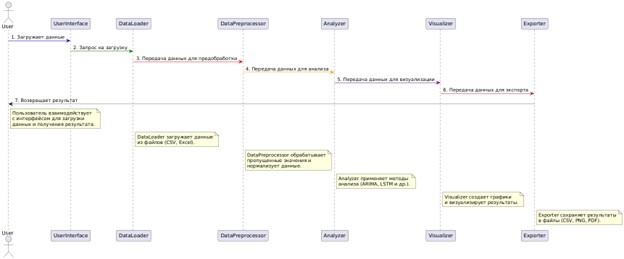 User
UserInterface
DataLoader
DataPreprocessor
Analyzer
Visualizer
Exporter
1. Загружает данные
2. Запрос на загрузку
3. Передача данных для предобработки
4. Передача данных для анализа
5. Передача данных для визуализации
6. Передача данных для экспорта
7. Возвращает результат
Пользователь взаимодействует
с интерфейсом для загрузки
данных и получения результата.
DataLoader загружает данные
из файлов (CSV, Excel).
DataPreprocessor обрабатывает
пропущенные значения и
нормализует данные.
Analyzer применяет методы
анализа (ARIMA, LSTM и др.).
Visualizer создает графики
и визуализирует результаты.
Exporter сохраняет результаты
в файлы (CSV, PNG, PDF).
User
UserInterface
DataLoader
DataPreprocessor
Analyzer
Visualizer
Exporter